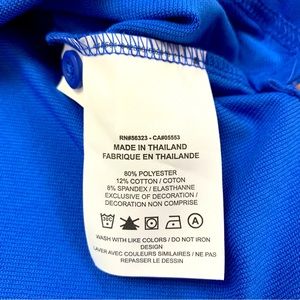 RN#56323 - CA#05553
MADE IN THAILAND
FABRIQUE EN THAILANDE
80% POLYESTER
12% COTTON / COTON
8% SPANDEX / ELASTHANNE
EXCLUSIVE OF DECORATION /
DECORATION NON COMPRISE
A
WASH WITH LIKE COLORS / DO NOT IRON
DESIGN
LAVER AVEC COULEURS SIMILAIRES / NE PAS
REPASSER LE DESSIN